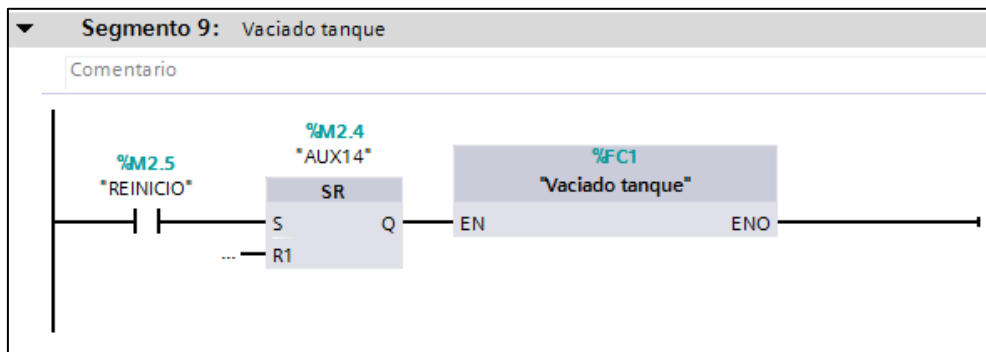 Segmento 9: Vaciado tanque
Comentario
%M2.5
"REINICIO"
%M2.4
"AUX14"
SR
S Q
... R1
%FC1
"Vaciado tanque"
EN ENO